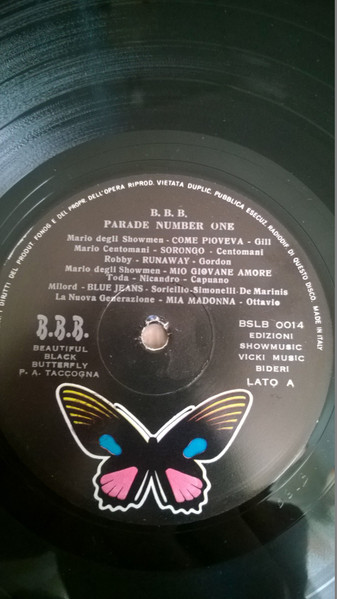 I DIRITTI DEL PRODUT. FONOG. E DEL PROPR. DELL'OPERA RIPROD. VIETATA DUPLIC. PUBBLICA ESECUZ. RADIODIF. DI QUESTO DISCO. MADE IN ITALY
B.B.B.
PARADE NUMBER ONE
Mario degli Showmen - COME PIOVEVA - Gill
Mario Centomani - SORONGO - Centomani
Robby - RUNAWAY - Gordon
Mario degli Showmen - MIO GIOVANE AMORE
Toda - Nicandro - Capuano
Milord - BLUE JEANS - Soricillo-Simonelli-De Marinis
La Nuova Generazione - MIA MADONNA - Ottavio
B.B.B.
BEAUTIFUL
BLACK
BUTTERFLY
P. A. TACCOGNA
BSLB 0014
EDIZIONI
SHOWMUSIC
VICKI MUSIC
BIDERI
LATO A